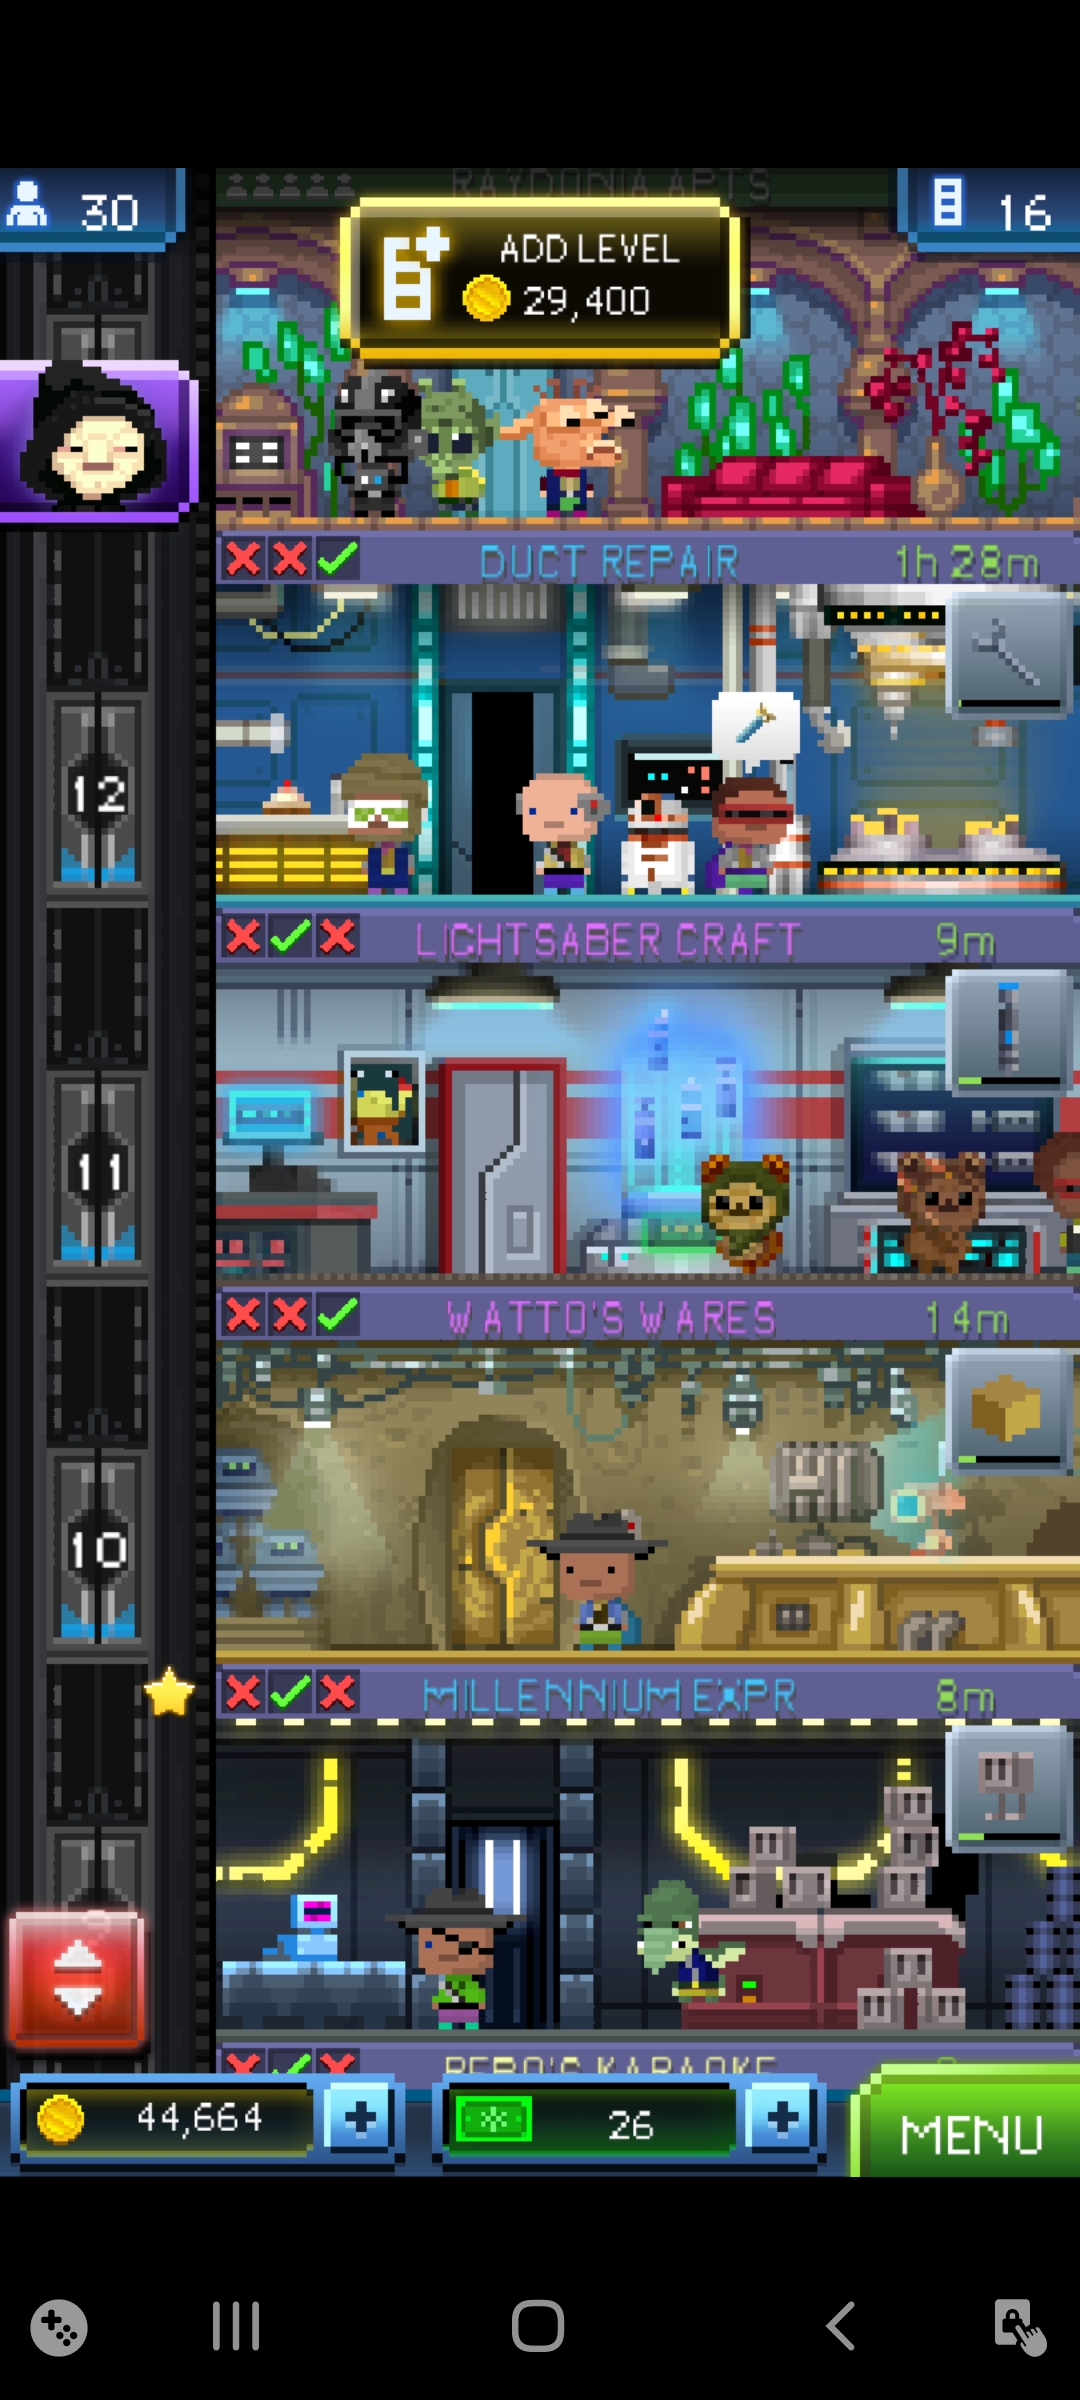 30
RAYDONIA APTS
16
ADD LEVEL
29,400
DUCT REPAIR
1h 28m
12
LIGHTSABER CRAFT
9m
11
WATTO'S WARES
14m
10
MILLENNIUM EXPR
8m
REBO'S KARAOKE
44,664
26
MENU